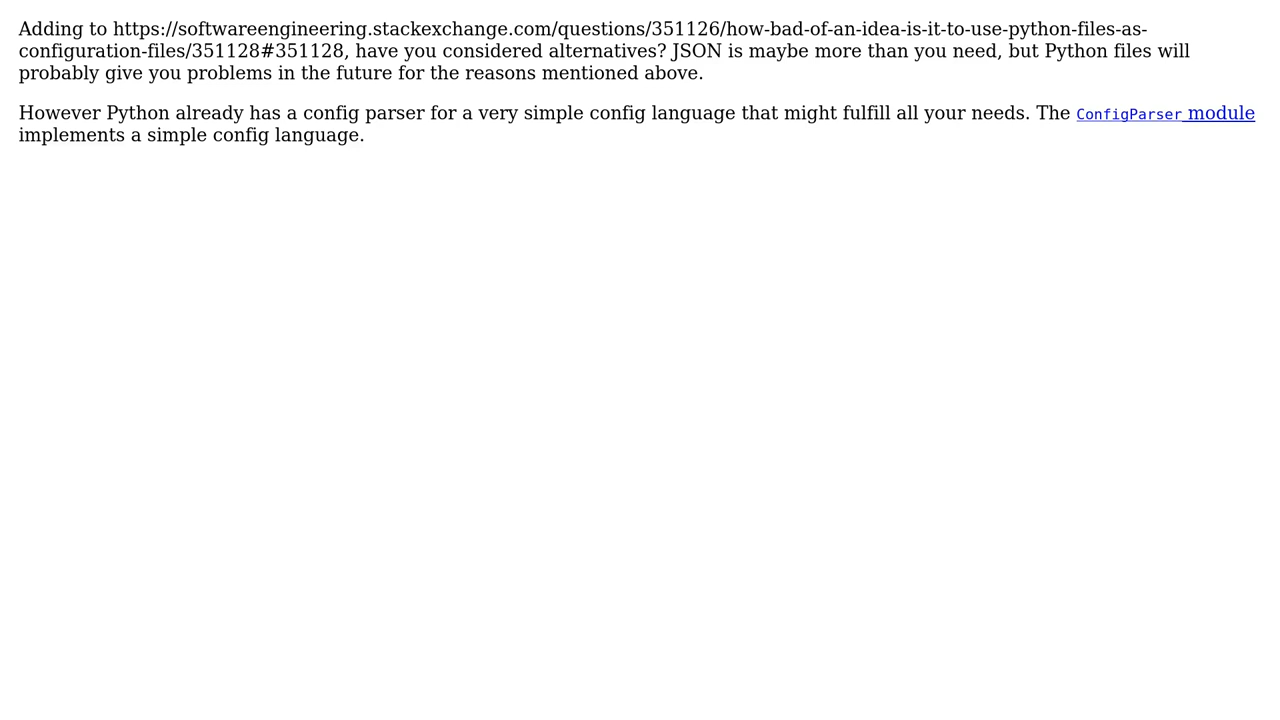 Adding to https://softwareengineering.stackexchange.com/questions/351126/how-bad-of-an-idea-is-it-to-use-python-files-as-
configuration-files/351128#351128, have you considered alternatives? JSON is maybe more than you need, but Python files will
probably give you problems in the future for the reasons mentioned above.
However Python already has a config parser for a very simple config language that might fulfill all your needs. The ConfigParser module
implements a simple config language.